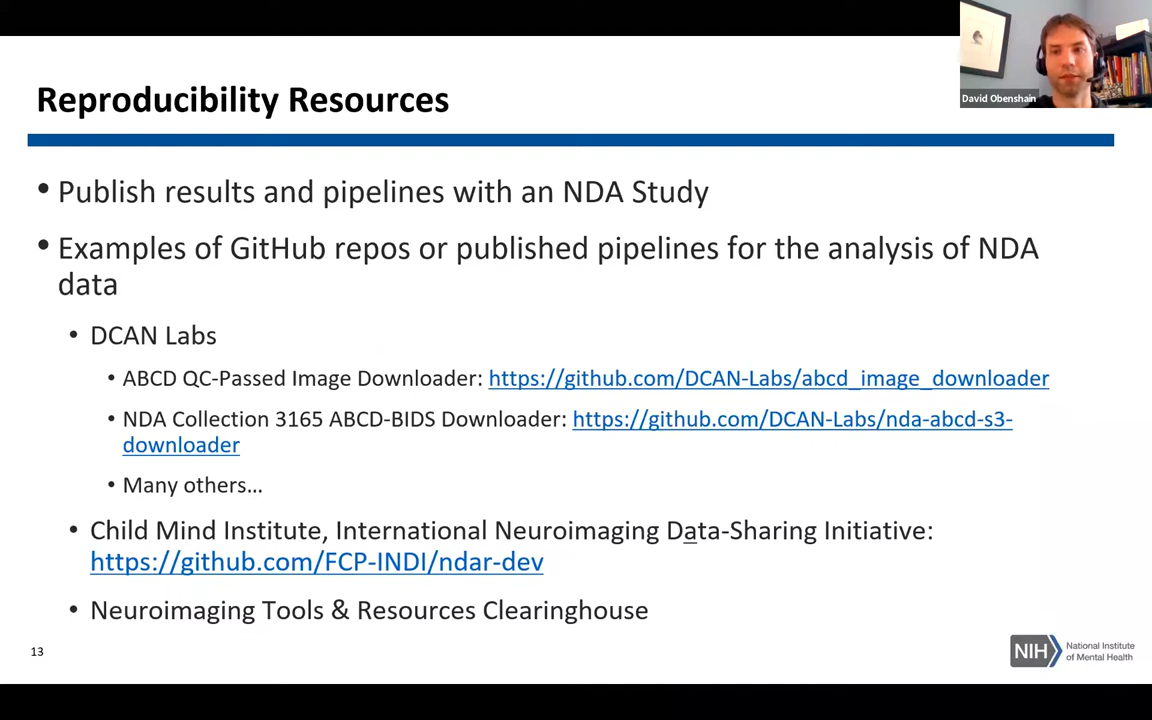 David Obenshain
Reproducibility Resources
• Publish results and pipelines with an NDA Study
• Examples of GitHub repos or published pipelines for the analysis of NDA
data
• DCAN Labs
• ABCD QC-Passed Image Downloader: https://github.com/DCAN-Labs/abcd_image_downloader
• NDA Collection 3165 ABCD-BIDS Downloader: https://github.com/DCAN-Labs/nda-abcd-s3-
downloader
• Many others…
• Child Mind Institute, International Neuroimaging Data-Sharing Initiative:
https://github.com/FCP-INDI/ndar-dev
• Neuroimaging Tools & Resources Clearinghouse
13
NIH National Institute
of Mental Health